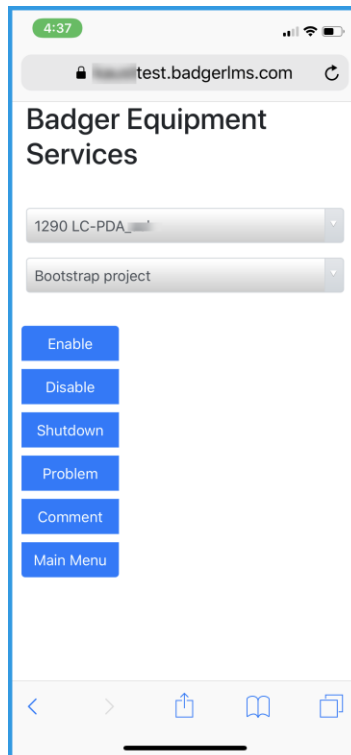 4:37
test.badgerlms.com
Badger Equipment
Services
1290 LC-PDA_
Bootstrap project
Enable
Disable
Shutdown
Problem
Comment
Main Menu